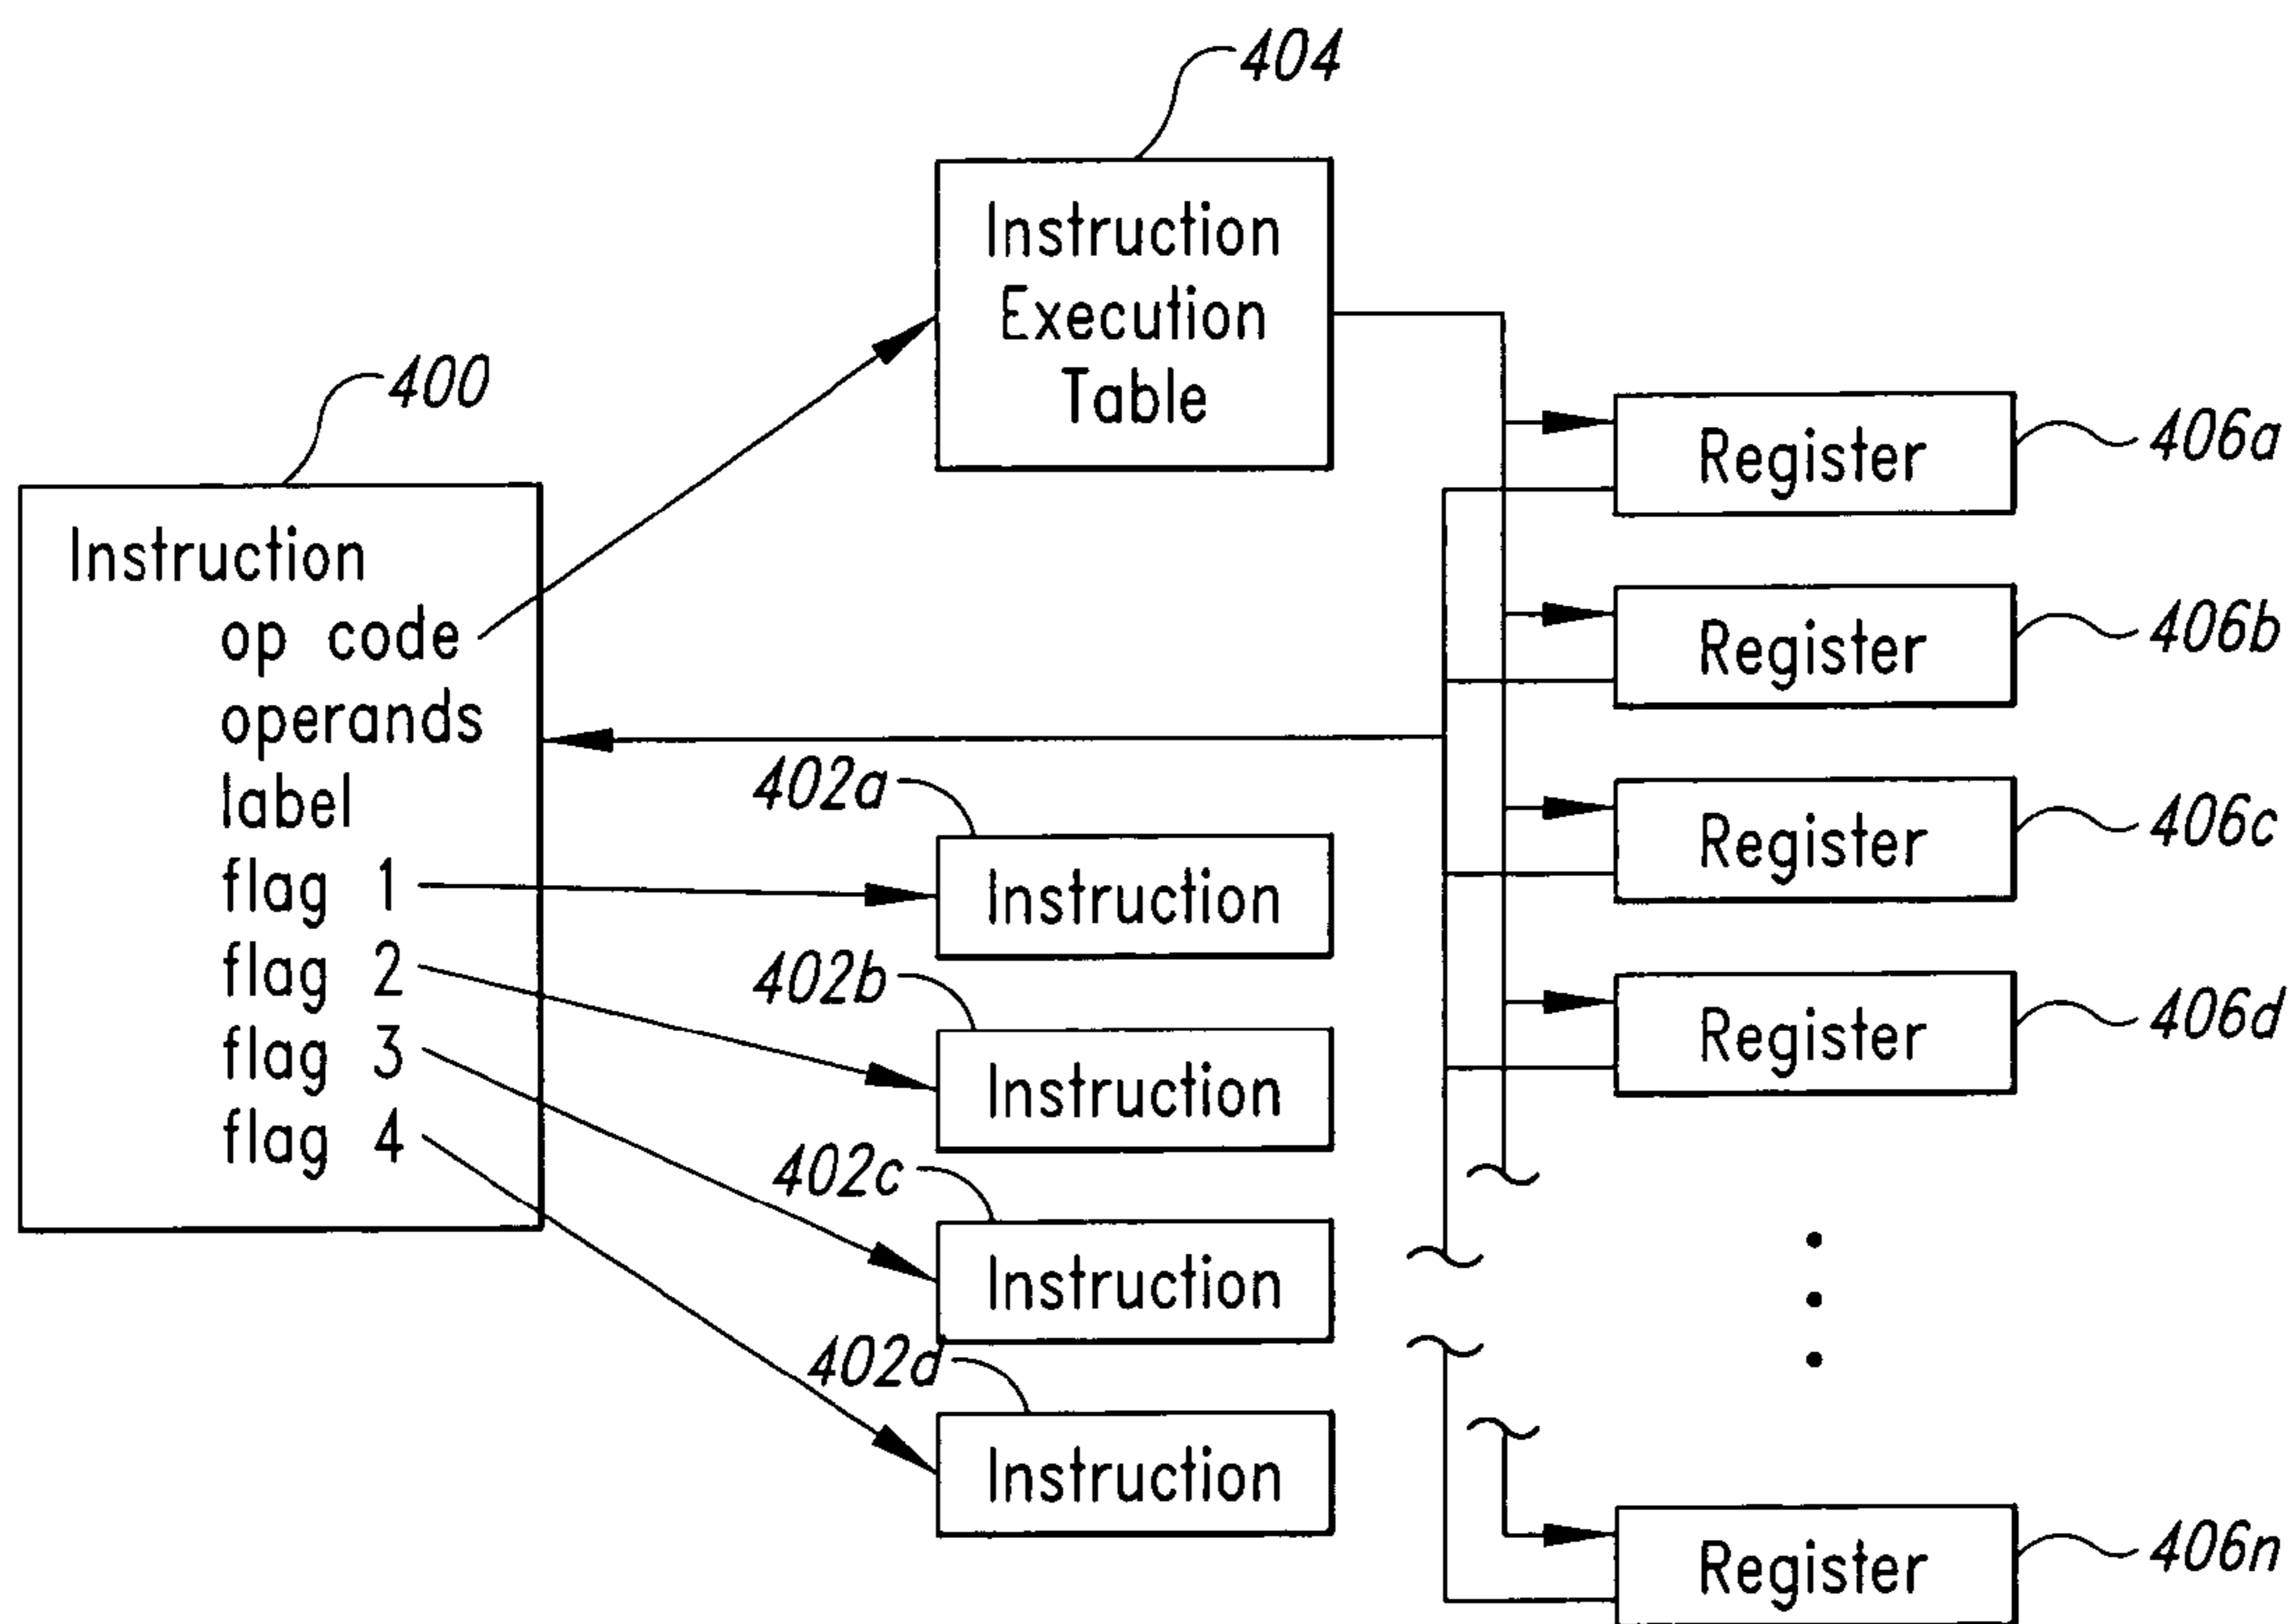 404
Instruction
Execution
Table
400
Instruction
op code
operands
label
flag 1
flag 2
flag 3
flag 4
402a
Instruction
402b
Instruction
402c
Instruction
402d
Instruction
Register
406a
Register
406b
Register
406c
Register
406d
Register
406n